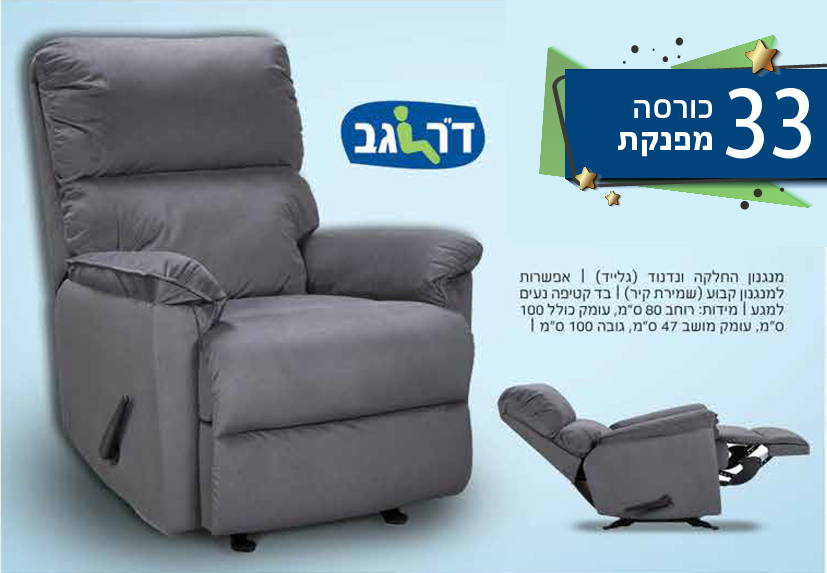 33
כורסה
מפנקת
ד"ר גב
מנגנון החלקה ונדנוד (גלייד) | אפשרות
למנגנון קבוע (שמירת קיר) | בד קטיפה נעים
למגע | מידות: רוחב 80 ס"מ, עומק כולל 100
ס"מ, עומק מושב 47 ס"מ, גובה 100 ס"מ |